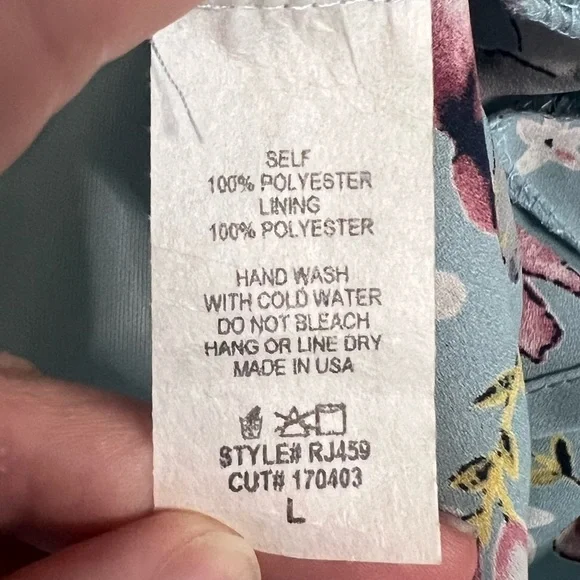 SELF
100% POLYESTER
LINING
100% POLYESTER
HAND WASH
WITH COLD WATER
DO NOT BLEACH
HANG OR LINE DRY
MADE IN USA
STYLE# RJ459
CUT# 170403
L